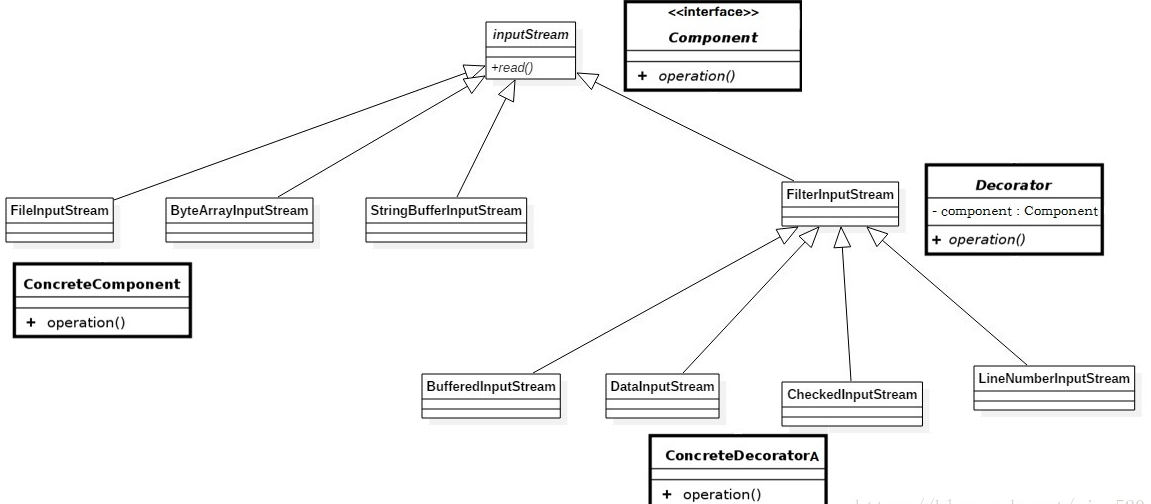 inputStream
+read()
<<interface>>
Component
+ operation()
FileInputStream
ByteArrayInputStream
StringBufferInputStream
FilterInputStream
Decorator
- component : Component
+ operation()
ConcreteComponent
+ operation()
BufferedInputStream
DataInputStream
CheckedInputStream
LineNumberInputStream
ConcreteDecoratorA
+ operation()